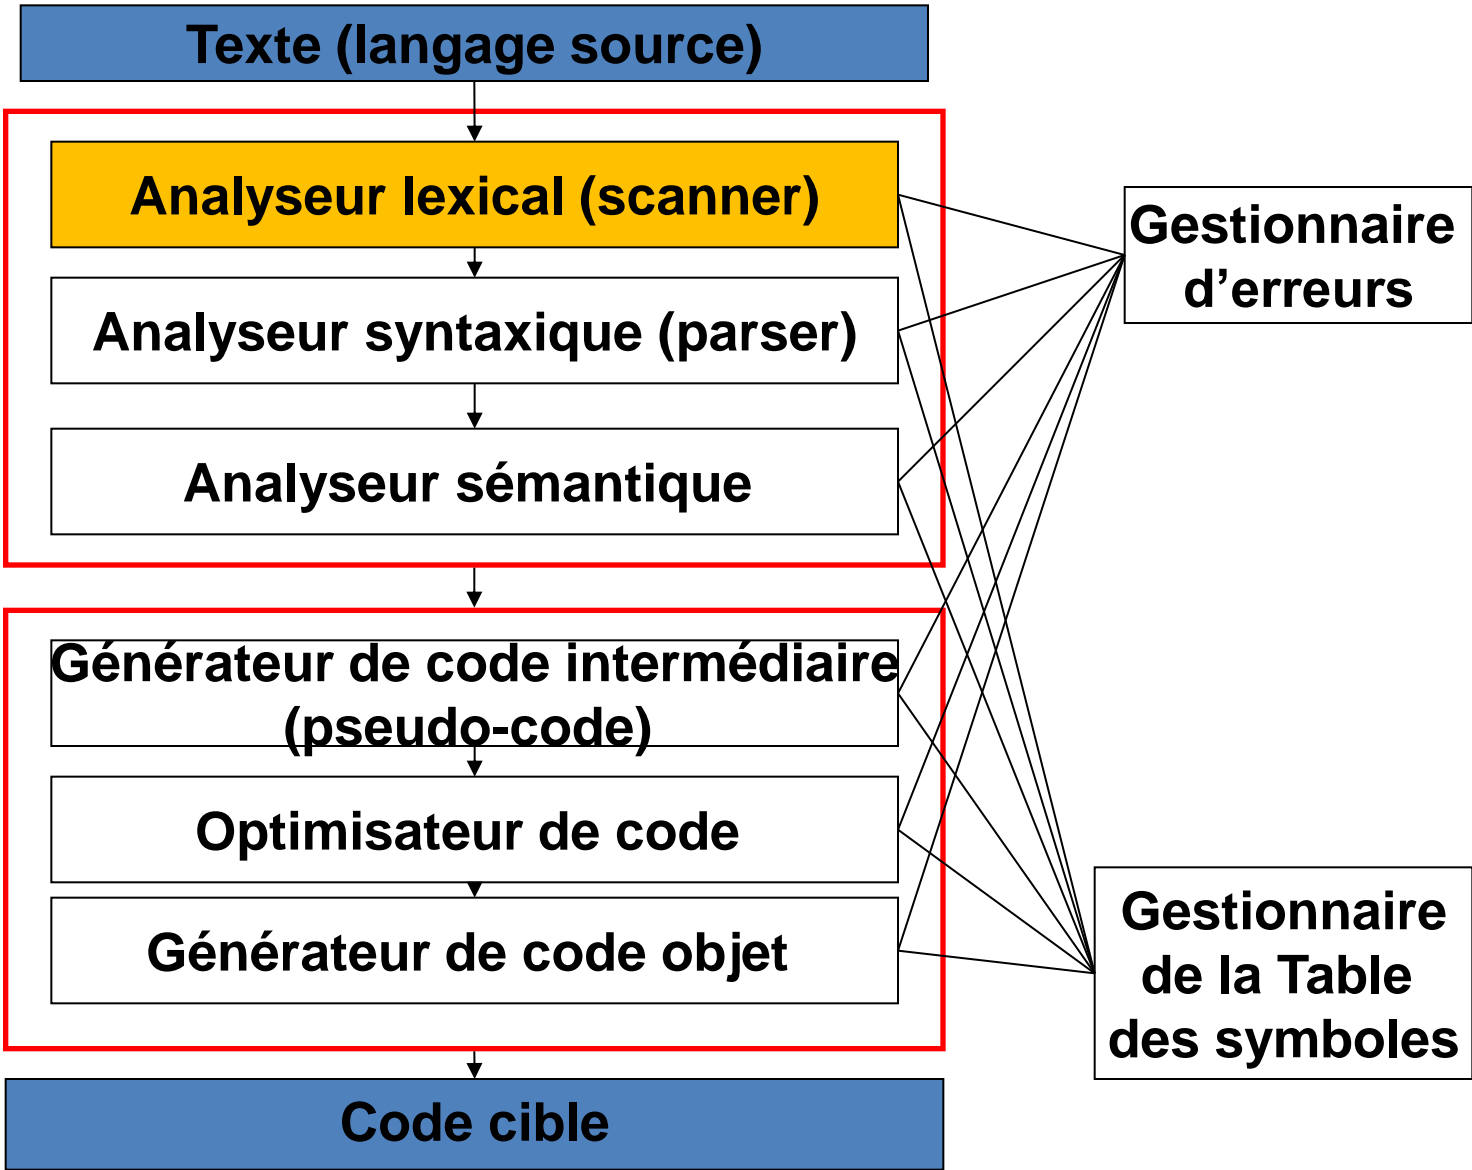 Texte (langage source)
Analyseur lexical (scanner)
Analyseur syntaxique (parser)
Analyseur sémantique
Générateur de code intermédiaire
(pseudo-code)
Optimisateur de code
Générateur de code objet
Code cible
Gestionnaire
d’erreurs
Gestionnaire
de la Table
des symboles